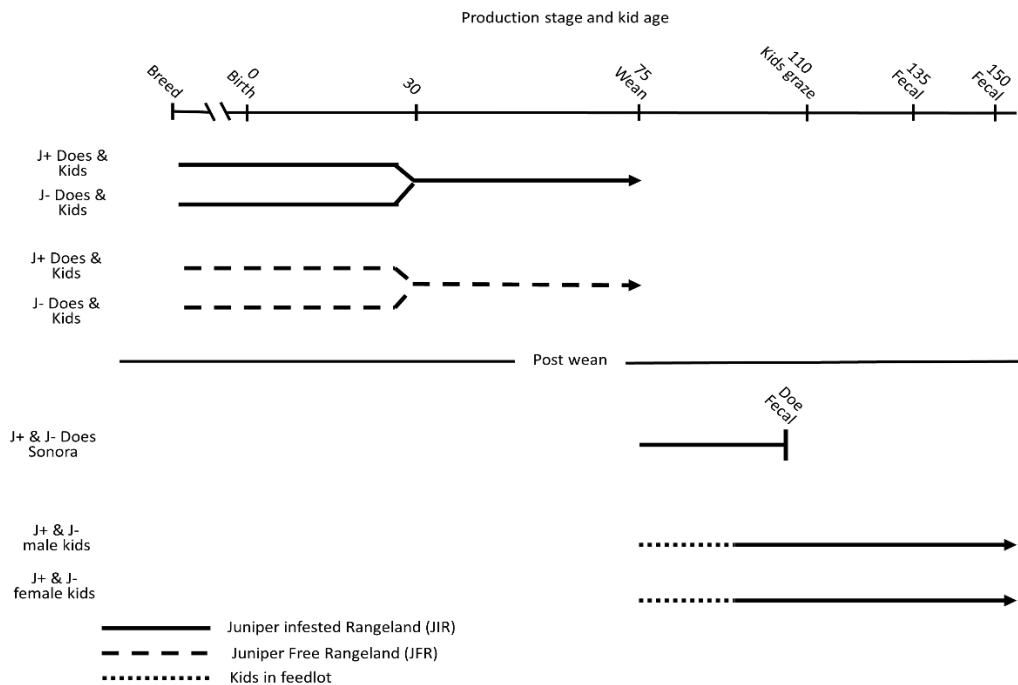 Production stage and kid age
Breed
0
Birth
30
75
Wean
110
Kids graze
135
Fecal
150
Fecal
J+ Does &
Kids
J- Does &
Kids
J+ Does &
Kids
J- Does &
Kids
Post wean
Doe
Fecal
J+ & J- Does
Sonora
J+ & J-
male kids
J+ & J-
female kids
Juniper infested Rangeland (JIR)
Juniper Free Rangeland (JFR)
Kids in feedlot